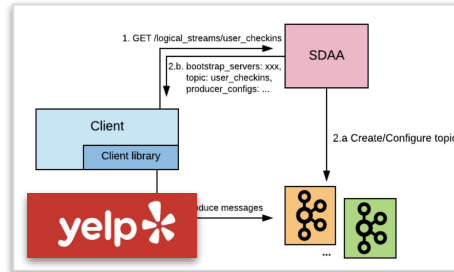 1. GET /logical_streams/user_checkins
SDAA
2.b. bootstrap_servers: xxx,
topic: user_checkins,
producer_configs: ...
Client
Client library
2.a Create/Configure topic
duce messages
yelp
...